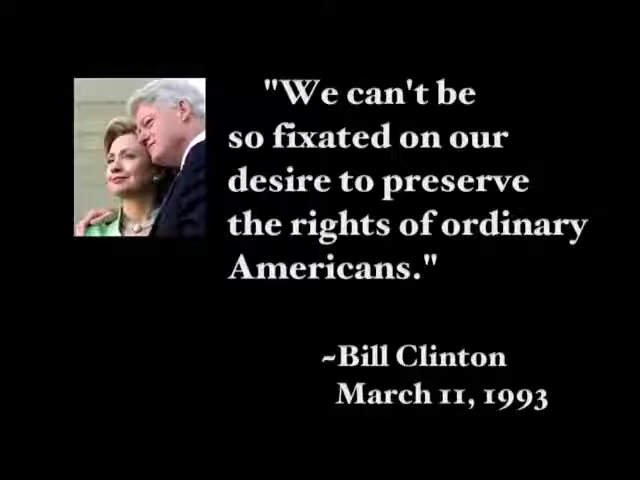 "We can't be
so fixated on our
desire to preserve
the rights of ordinary
Americans."
~Bill Clinton
March 11, 1993